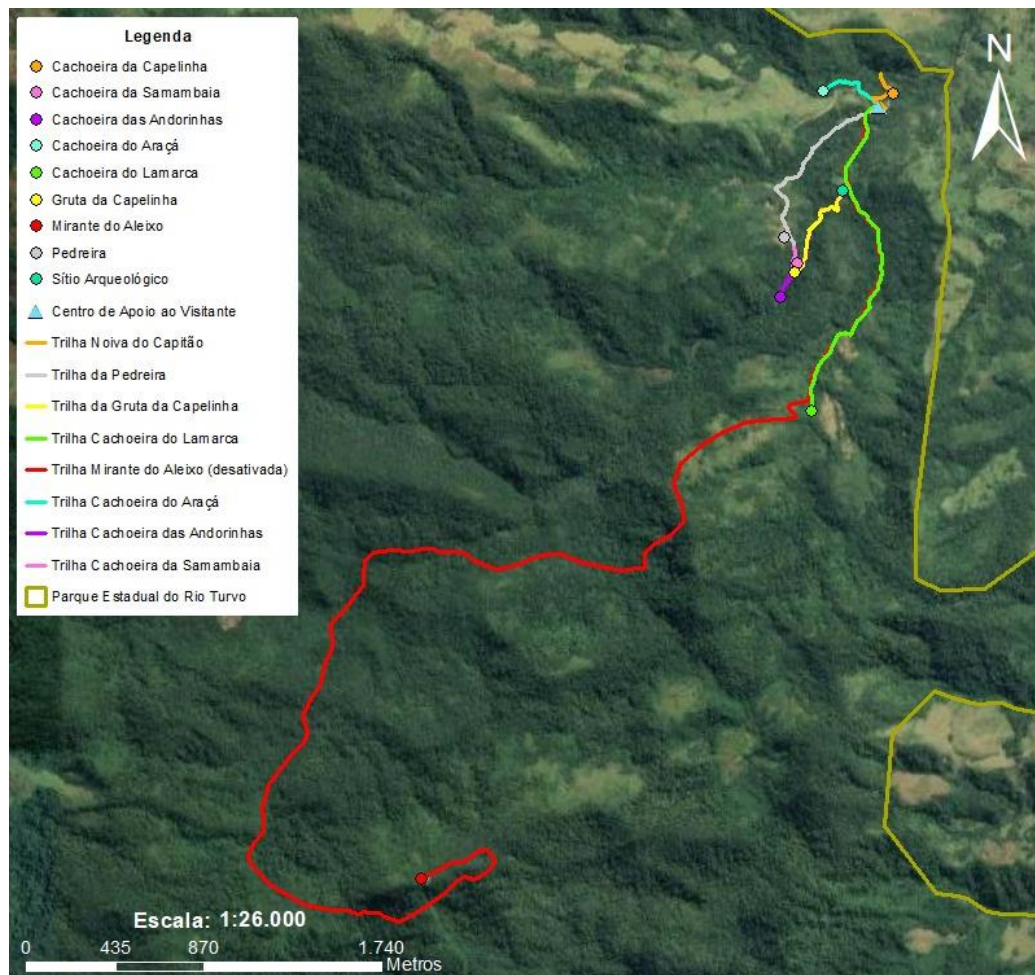 Legenda
Cachoeira da Capelinha
Cachoeira da Samambaia
Cachoeira das Andorinhas
Cachoeira do Araçá
Cachoeira do Lamarca
Gruta da Capelinha
Mirante do Aleixo
Pedreira
Sítio Arqueológico
Centro de Apoio ao Visitante
Trilha Noiva do Capitão
Trilha da Pedreira
Trilha da Gruta da Capelinha
Trilha Cachoeira do Lamarca
Trilha Mirante do Aleixo (desativada)
Trilha Cachoeira do Araçá
Trilha Cachoeira das Andorinhas
Trilha Cachoeira da Samambaia
Parque Estadual do Rio Turvo
N
Escala: 1:26.000
0 435 870 1.740
Metros